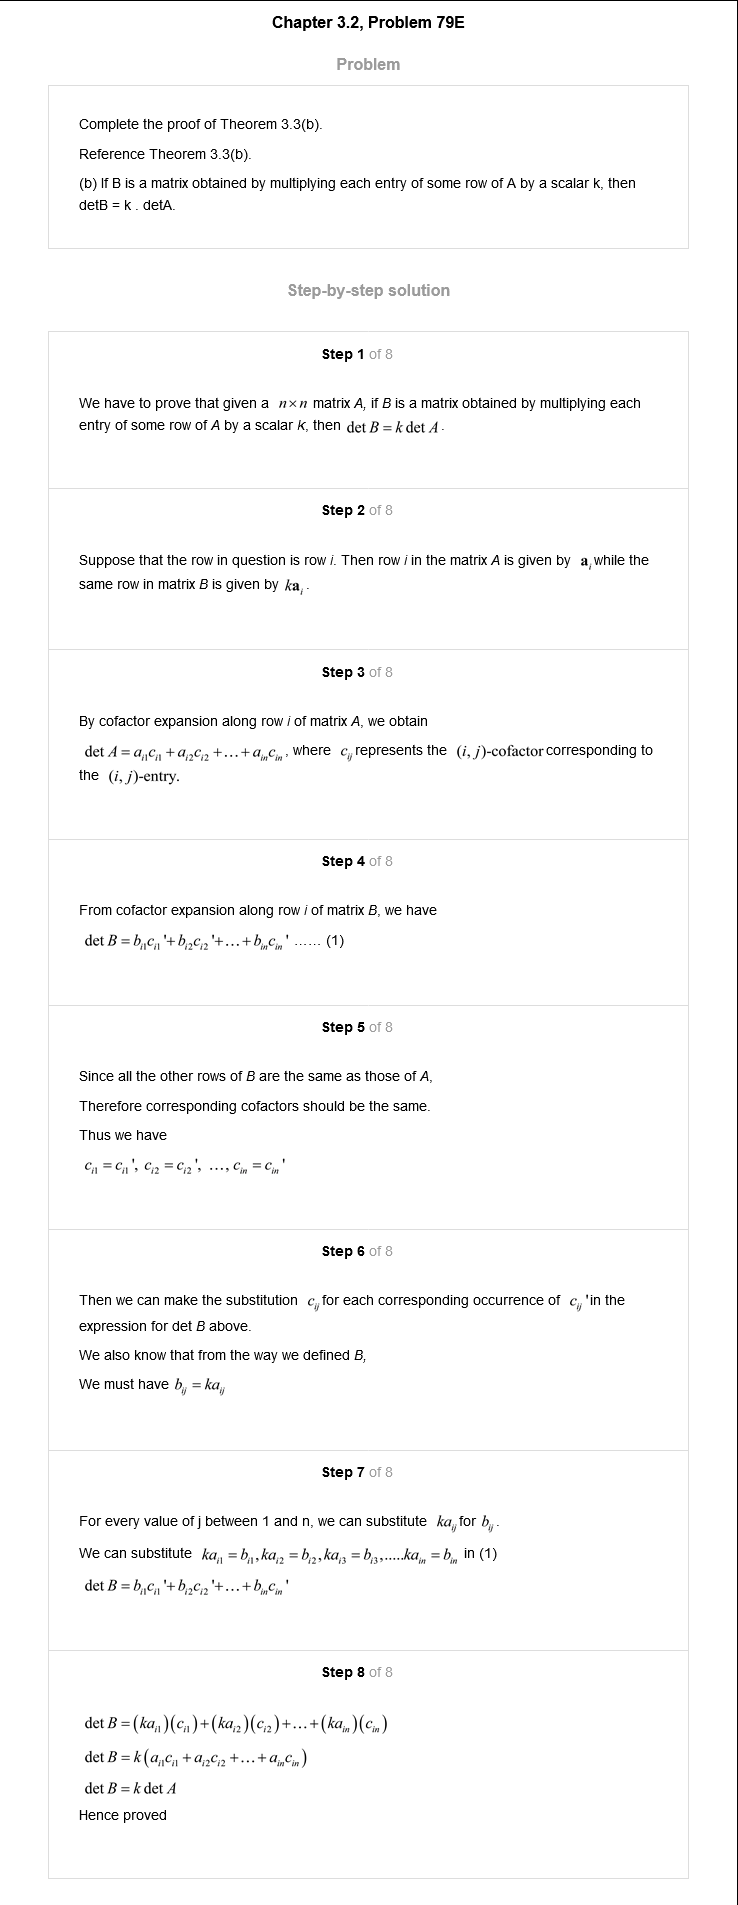 Chapter 3.2, Problem 79E
Problem
Complete the proof of Theorem 3.3(b).
Reference Theorem 3.3(b).
(b) If B is a matrix obtained by multiplying each entry of some row of A by a scalar k, then
detB = k . detA.
Step-by-step solution
Step 1 of 8
We have to prove that given a n×n matrix A, if B is a matrix obtained by multiplying each
entry of some row of A by a scalar k, then det B = k det A.
Step 2 of 8
Suppose that the row in question is row i. Then row i in the matrix A is given by a_i while the
same row in matrix B is given by ka_i.
Step 3 of 8
By cofactor expansion along row i of matrix A, we obtain
det A = a_{i1}c_{i1} + a_{i2}c_{i2} + … + a_{in}c_{in}, where c_{ij} represents the (i, j)-cofactor corresponding to
the (i, j)-entry.
Step 4 of 8
From cofactor expansion along row i of matrix B, we have
det B = b_{i1}c_{i1}'+ b_{i2}c_{i2}'+ … + b_{in}c_{in}' …… (1)
Step 5 of 8
Since all the other rows of B are the same as those of A,
Therefore corresponding cofactors should be the same.
Thus we have
c_{i1} = c_{i1}', c_{i2} = c_{i2}', …, c_{in} = c_{in}'
Step 6 of 8
Then we can make the substitution c_{ij} for each corresponding occurrence of c_{ij}' in the
expression for det B above.
We also know that from the way we defined B,
We must have b_{ij} = ka_{ij}
Step 7 of 8
For every value of j between 1 and n, we can substitute ka_{ij} for b_{ij}.
We can substitute ka_{i1} = b_{i1}, ka_{i2} = b_{i2}, ka_{i3} = b_{i3},.....ka_{in} = b_{in} in (1)
det B = b_{i1}c_{i1}'+ b_{i2}c_{i2}'+ … + b_{in}c_{in}'
Step 8 of 8
det B = (ka_{i1})(c_{i1}) + (ka_{i2})(c_{i2}) + … + (ka_{in})(c_{in})
det B = k(a_{i1}c_{i1} + a_{i2}c_{i2} + … + a_{in}c_{in})
det B = k det A
Hence proved